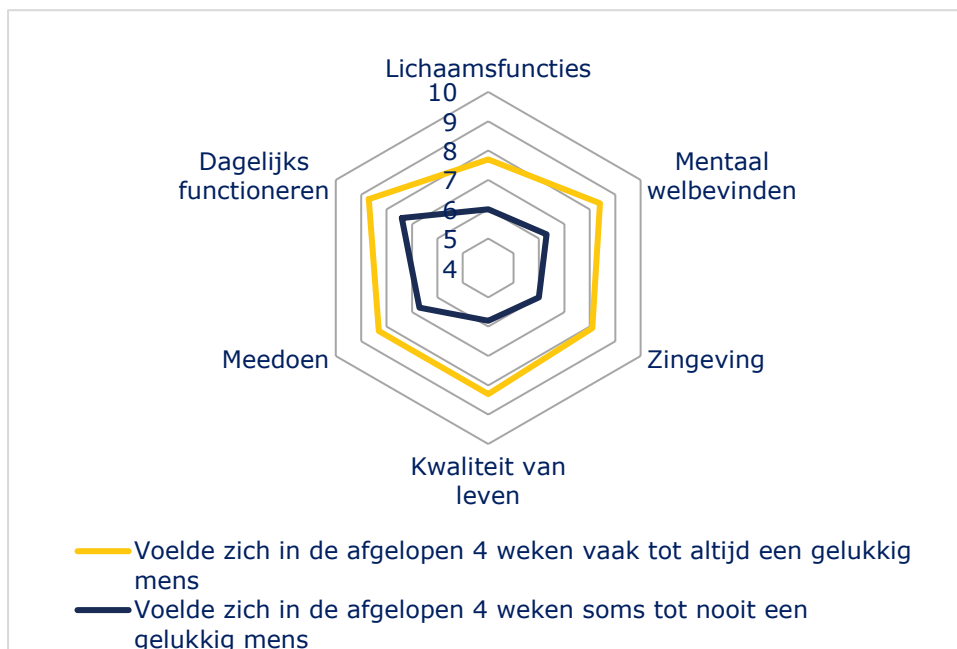 Lichaamsfuncties
10
9
8
7
6
5
4
Mentaal
welbevinden
Zingeving
Kwaliteit van
leven
Meedoen
Dagelijks
functioneren
Voelde zich in de afgelopen 4 weken vaak tot altijd een gelukkig
mens
Voelde zich in de afgelopen 4 weken soms tot nooit een
gelukkig mens